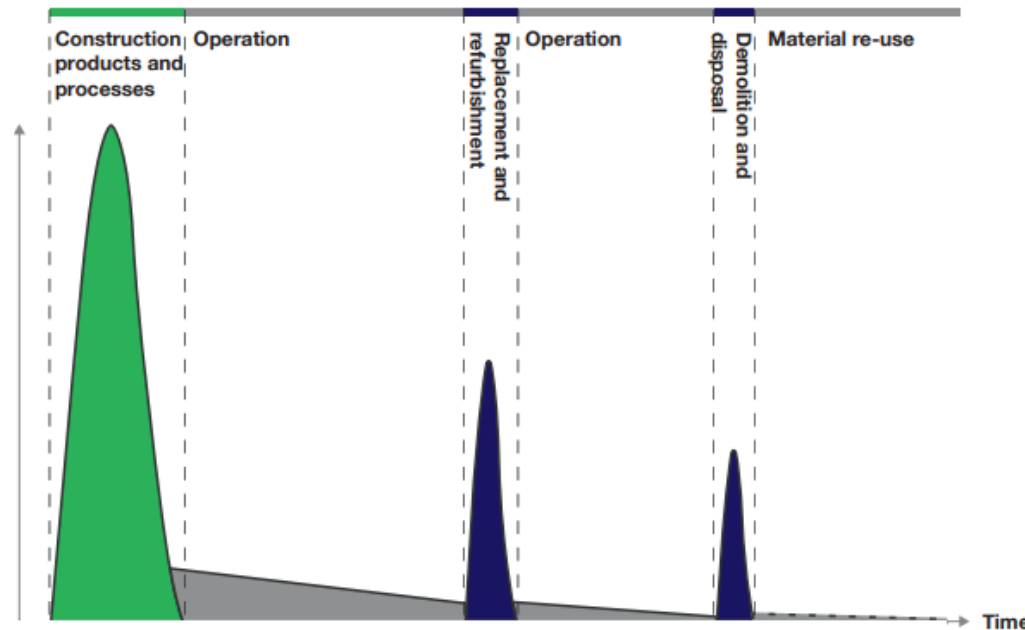 Construction
products and
processes
Operation
Replacement and
refurbishment
Operation
Demolition and
disposal
Material re-use
Time